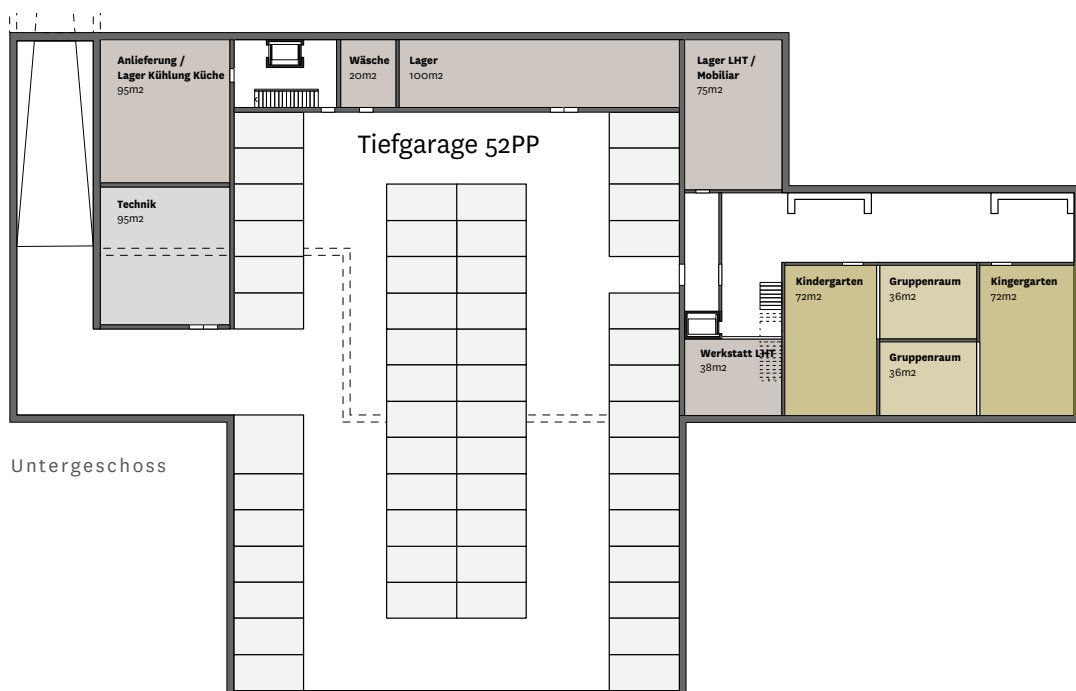 Anlieferung /
Lager Kühlung Küche
95m2
Wäsche
20m2
Lager
100m2
Lager LHT /
Mobiliar
75m2
Tiefgarage 52PP
Technik
95m2
Kindergarten
72m2
Gruppenraum
36m2
Kingergarten
72m2
Werkstatt LHT
38m2
Gruppenraum
36m2
Untergeschoss